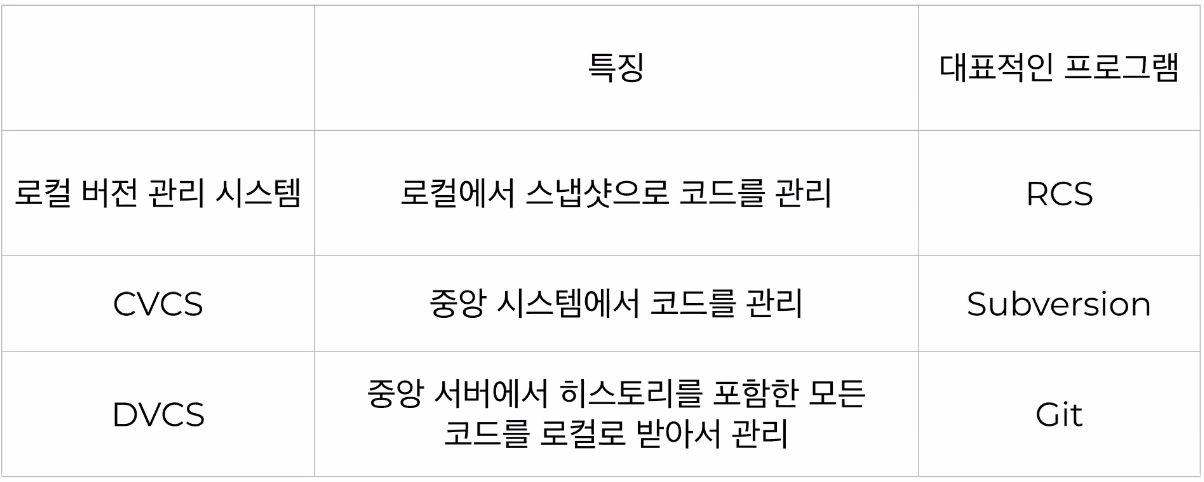 특징
대표적인 프로그램
로컬 버전 관리 시스템
로컬에서 스냅샷으로 코드를 관리
RCS
CVCS
중앙 시스템에서 코드를 관리
Subversion
DVCS
중앙 서버에서 히스토리를 포함한 모든
코드를 로컬로 받아서 관리
Git